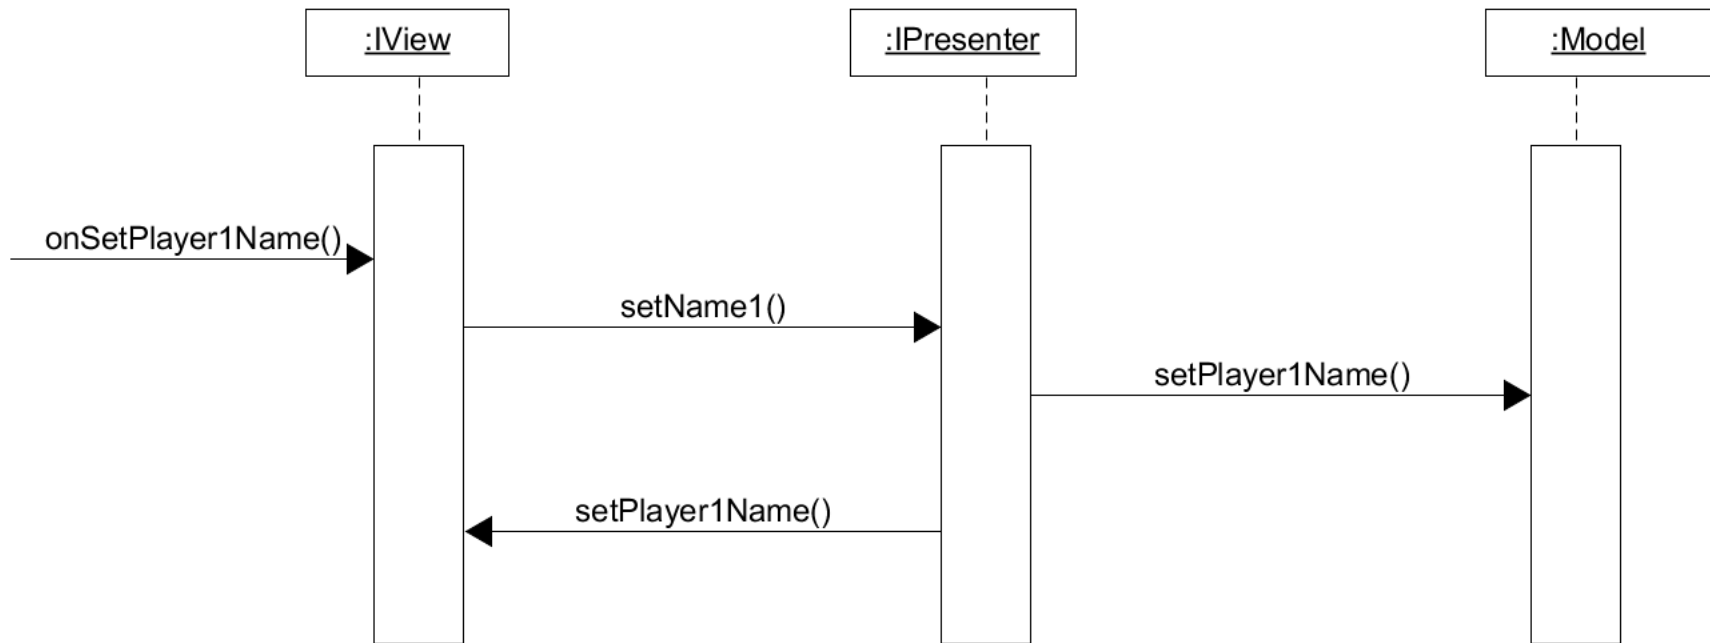 :IView
:IPresenter
:Model
onSetPlayer1Name()
setName1()
setPlayer1Name()
setPlayer1Name()